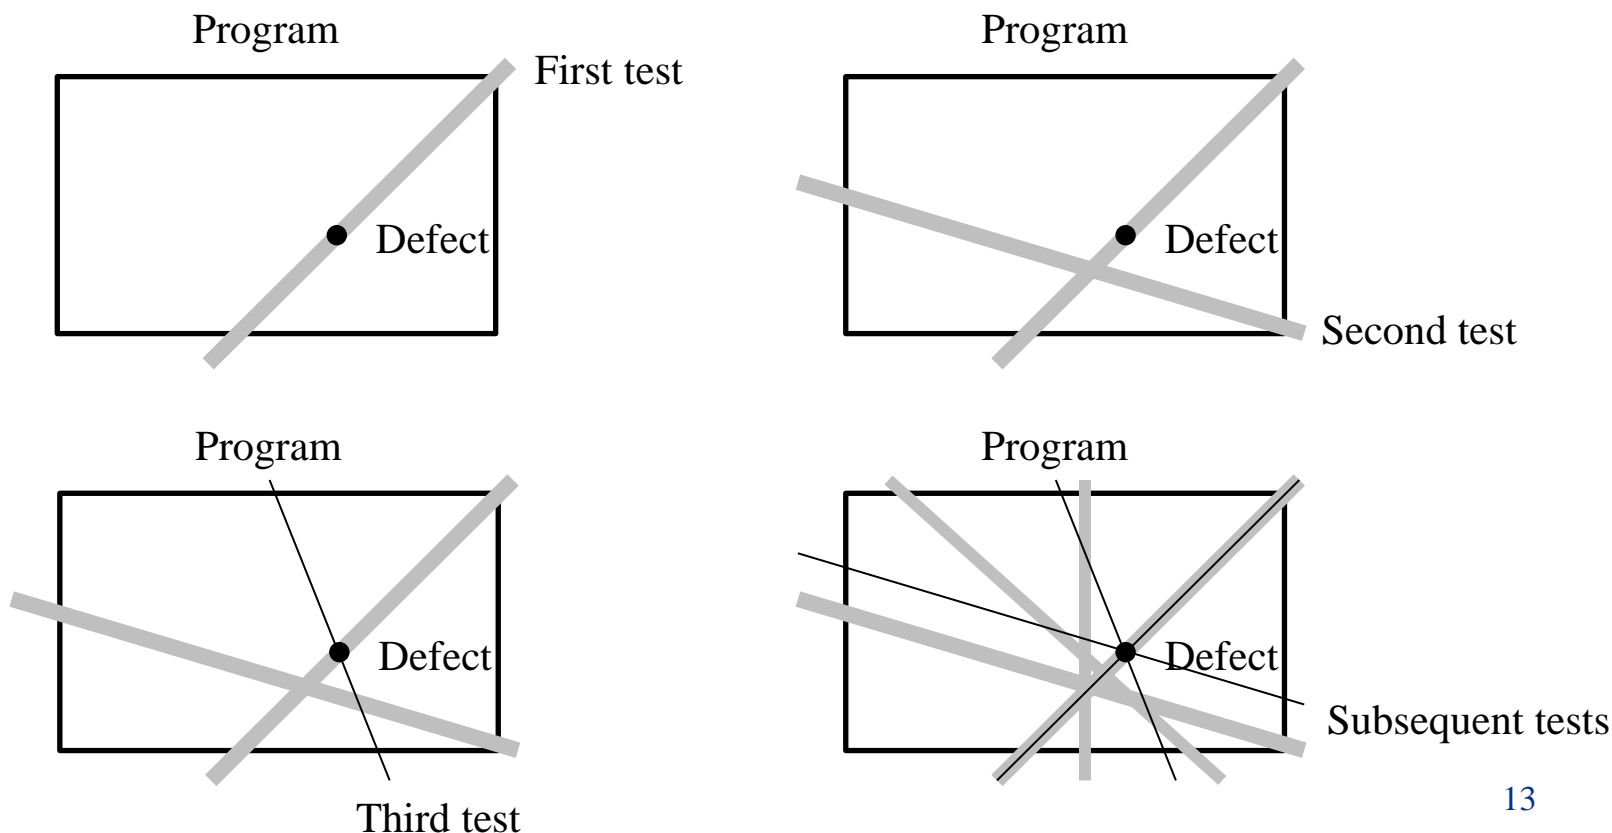 Program
First test
Defect
Program
Defect
Second test
Program
Defect
Third test
Program
Defect
Subsequent tests
13